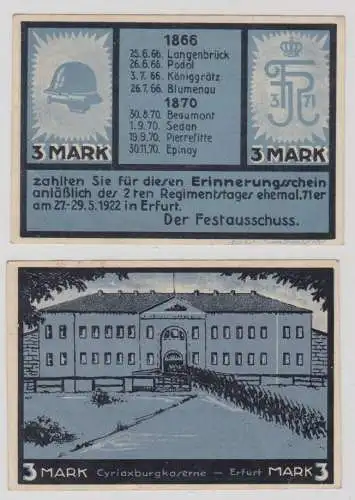 1866
25.6.66. Langenbrück
26.6.66. Podol
3.7.66. Königgrätz
26.7.66. Blumenau
1870
30.8.70. Beaumont
1.9.70. Sedan
19.9.70. Pierrefitte
30.11.70. Epinay
3 71
3 MARK
3 MARK
zahlten Sie für diesen Erinnerungsschein
anläßlich des 2ten Regimentstages ehemal. 71er
am 27.-29.5.1922 in Erfurt.
Der Festausschuss.
3 MARK Cyriaxburgkaserne — Erfurt MARK 3